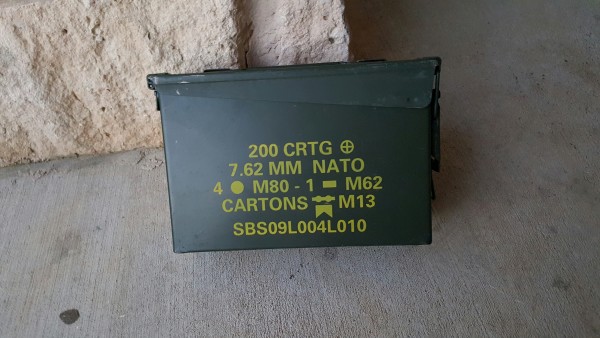 200 CRTG ⊕
7.62 MM NATO
4 ● M80 - 1 ▬ M62
CARTONS M13
SBS09L004L010